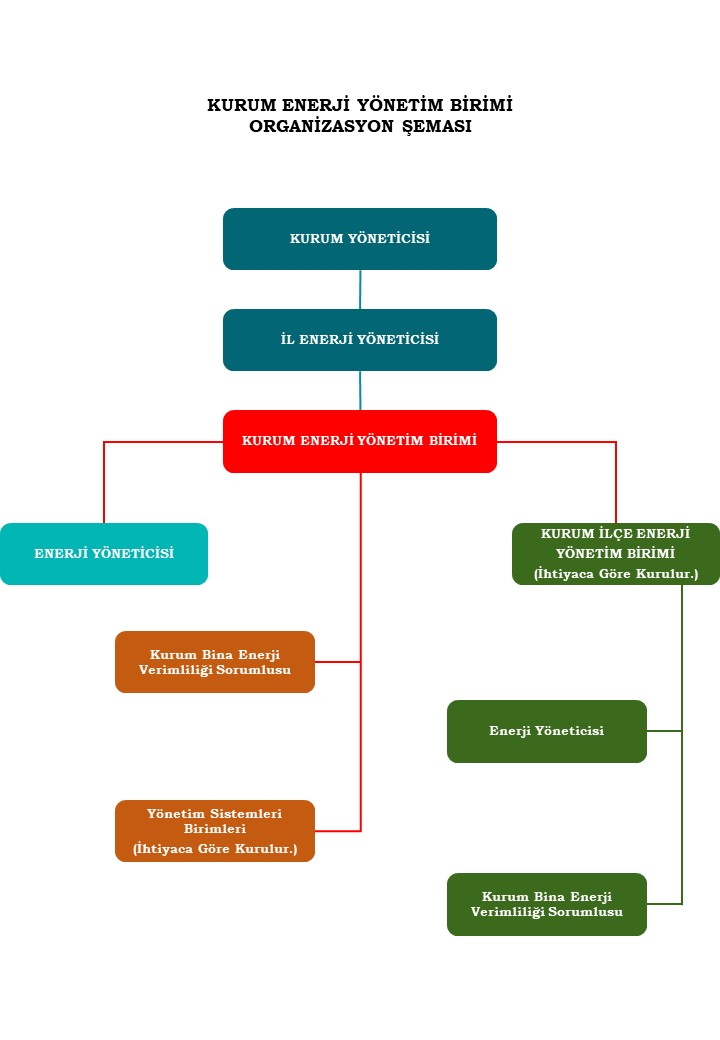 KURUM ENERJİ YÖNETİM BİRİMİ
ORGANİZASYON ŞEMASI
KURUM YÖNETİCİSİ
İL ENERJİ YÖNETİCİSİ
KURUM ENERJİ YÖNETİM BİRİMİ
ENERJİ YÖNETİCİSİ
KURUM İLÇE ENERJİ
YÖNETİM BİRİMİ
(İhtiyaca Göre Kurulur.)
Kurum Bina Enerji
Verimliliği Sorumlusu
Enerji Yöneticisi
Yönetim Sistemleri
Birimleri
(İhtiyaca Göre Kurulur.)
Kurum Bina Enerji
Verimliliği Sorumlusu